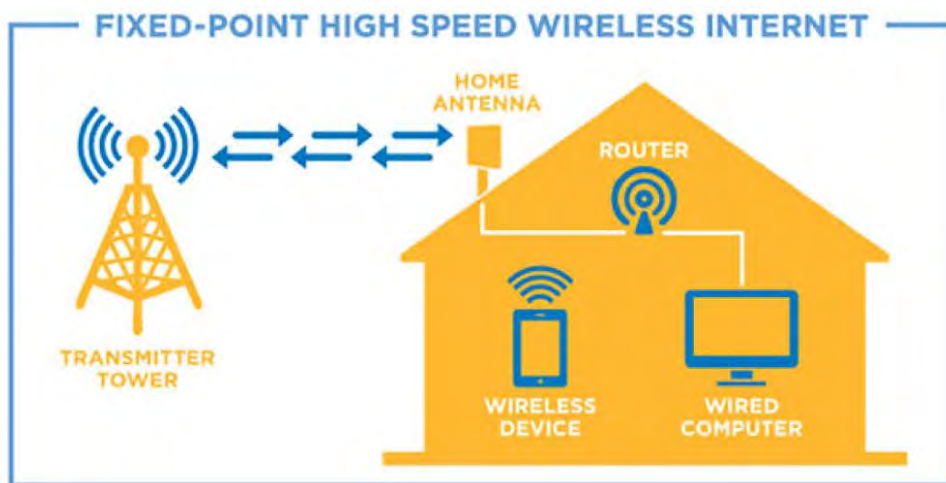 FIXED-POINT HIGH SPEED WIRELESS INTERNET
HOME
ANTENNA
ROUTER
TRANSMITTER
TOWER
WIRELESS
DEVICE
WIRED
COMPUTER